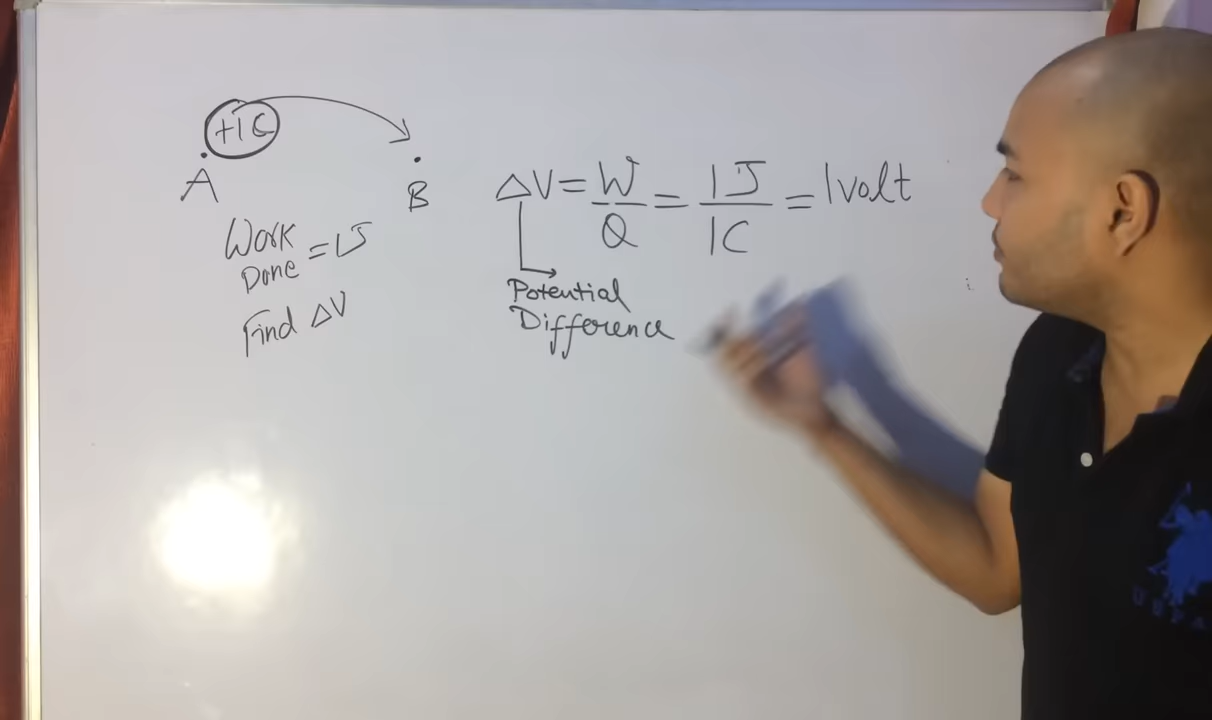 +1C
A
B
Work
Done = 1J
Find ΔV
ΔV = W/Q = 1J/1C = 1volt
Potential
Difference